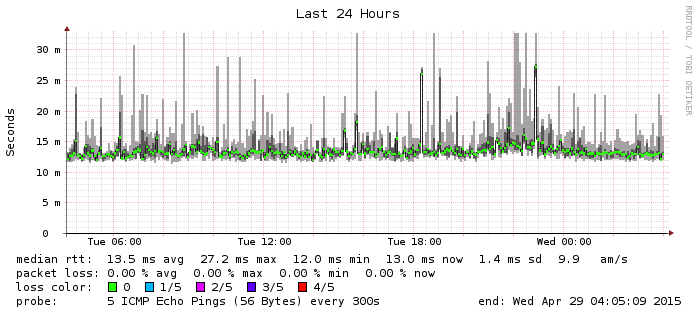 Last 24 Hours
RRDTOOL / TOBI OETIKER
Seconds
30 m
25 m
20 m
15 m
10 m
5 m
0
Tue 06:00 Tue 12:00 Tue 18:00 Wed 00:00
median rtt: 13.5 ms avg 27.2 ms max 12.0 ms min 13.0 ms now 1.4 ms sd 9.9 am/s
packet loss: 0.00 % avg 0.00 % max 0.00 % min 0.00 % now
loss color: 0 1/5 2/5 3/5 4/5
probe: 5 ICMP Echo Pings (56 Bytes) every 300s end: Wed Apr 29 04:05:09 2015